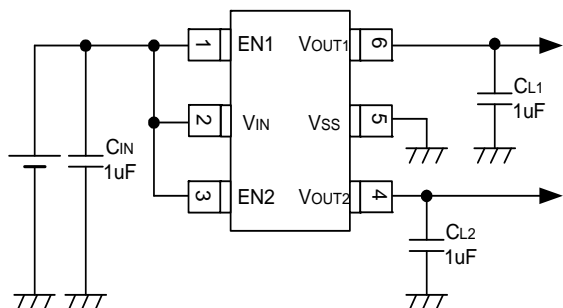 1 EN1 VOUT1 6
CL1
1uF
2 VIN VSS 5
CIN
1uF
3 EN2 VOUT2 4
CL2
1uF